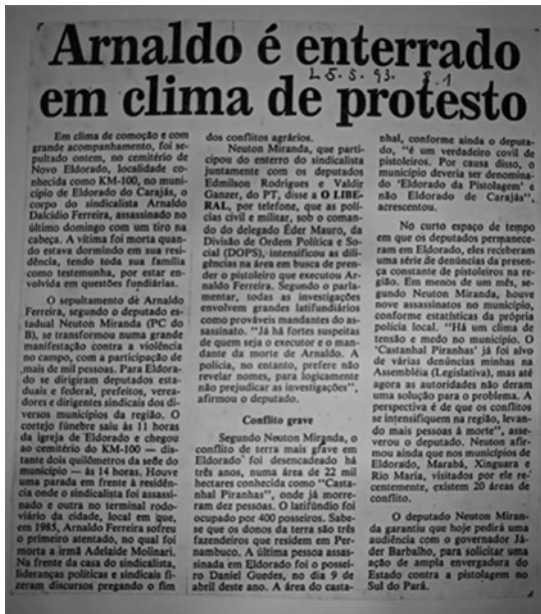 Arnaldo é enterrado
em clima de protesto
Em clima de comoção e com
grande acompanhamento, foi se-
pultado ontem, no cemitério de
Novo Eldorado, localidade co-
nhecida como KM-100, no muni-
cípio de Eldorado do Carajás, o
corpo do sindicalista Arnaldo
Dalcídio Ferreira, assassinado no
último domingo com um tiro na
cabeça. A vítima foi morta quan-
do estava dormindo em sua resi-
dência, tendo toda sua família
como testemunha, por estar en-
volvida em questões fundiárias.
O sepultamento de Arnaldo
Ferreira, segundo o deputado es-
tadual Neuton Miranda (PC do
B), se transformou numa grande
manifestação contra a violência
no campo, com a participação de
mais de mil pessoas. Para Eldora-
do se dirigiram deputados esta-
duais e federal, prefeitos, verea-
dores e dirigentes sindicais dos di-
versos municípios da região. O
cortejo fúnebre saiu às 11 horas
da igreja de Eldorado e chegou
ao cemitério do KM-100 — dis-
tante dois quilômetros da sede do
município — às 14 horas. Houve
uma parada em frente à residên-
cia onde o sindicalista foi assassi-
nado e outra no terminal rodo-
viário da cidade, local em que,
em 1985, Arnaldo Ferreira sofreu
o primeiro atentado, no qual foi
morta a irmã Adelaide Molinari.
Na frente da casa do sindicalista,
lideranças políticas e sindicais fi-
zeram discursos pregando o fim
dos conflitos agrários.
Neuton Miranda, que parti-
cipou do enterro do sindicalista
juntamente com os deputados
Edmilson Rodrigues e Valdir
Ganzer, do PT, disse a O LIBE-
RAL, por telefone, que as polí-
cias civil e militar, sob o coman-
do do delegado Éder Mauro, da
Divisão de Ordem Política e So-
cial (DOPS), intensificou as dili-
gências na área em busca de pren-
der o pistoleiro que executou Ar-
naldo Ferreira. Segundo o parla-
mentar, todas as investigações
envolvem grandes latifundiários
como prováveis mandantes do as-
sassinato. "Já há fortes suspeitas
de quem seja o executor e o man-
dante da morte de Arnaldo. A
polícia, no entanto, prefere não
revelar nomes, para logicamente
não prejudicar as investigações",
afirmou o deputado.
Conflito grave
Segundo Neuton Miranda, o
conflito de terra mais grave em
Eldorado foi desencadeado há
três anos, numa área de 22 mil
hectares conhecida como "Casta-
nhal Piranhas", onde já morre-
ram dez pessoas. O latifúndio foi
ocupado por 400 posseiros. Sabe-
se que os donos da terra são três
fazendeiros que residem em Per-
nambuco. A última pessoa assas-
sinada em Eldorado foi o possei-
ro Daniel Guedes, no dia 9 de
abril deste ano. A área do casta-
nhal, conforme ainda o deputa-
do, "é um verdadeiro covil de
pistoleiros. Por causa disso, o
município deveria ser denomina-
do 'Eldorado da Pistolagem' e
não Eldorado de Carajás",
acrescentou.
No curto espaço de tempo
em que os deputados permanece-
ram em Eldorado, eles receberam
uma série de denúncias da presen-
ça constante de pistoleiros na re-
gião. Em menos de um mês, se-
gundo Neuton Miranda, houve
nove assassinatos no município,
conforme estatísticas da própria
polícia local. "Há um clima de
tensão e medo no município. O
'Castanhal Piranhas' já foi alvo
de várias denúncias minhas na
Assembléia (Legislativa), mas até
agora as autoridades não deram
uma solução para o problema. A
perspectiva é de que os conflitos
se intensifiquem na região, levan-
do mais pessoas à morte", asse-
verou o deputado. Neuton afir-
mou ainda que nos municípios de
Eldorado, Marabá, Xinguara e
Rio Maria, visitados por ele re-
centemente, existem 20 áreas de
conflito.
O deputado Neuton Miran-
da garantiu que hoje pedirá uma
audiência com o governador Já-
der Barbalho, para solicitar uma
ação de ampla envergadura do
Estado contra a pistolagem no
Sul do Pará.